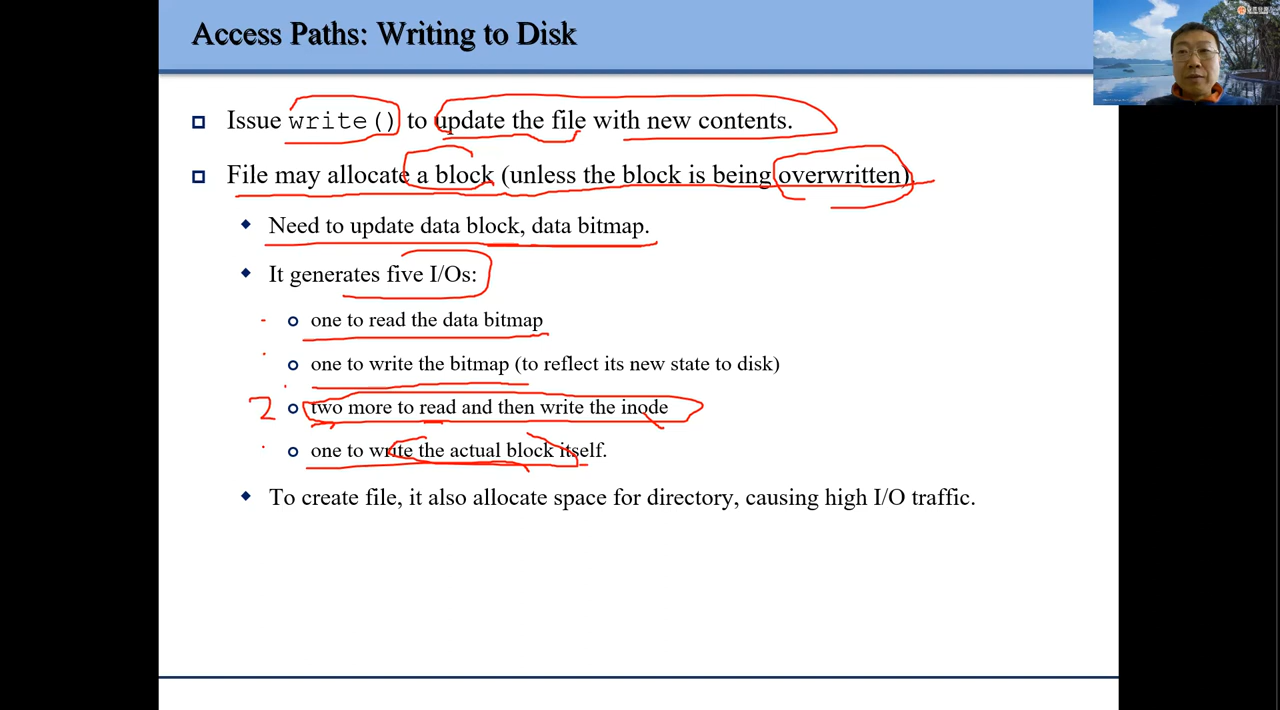 Access Paths: Writing to Disk
Issue write() to update the file with new contents.
File may allocate a block (unless the block is being overwritten)
Need to update data block, data bitmap.
It generates five I/Os:
one to read the data bitmap
one to write the bitmap (to reflect its new state to disk)
2 two more to read and then write the inode
one to write the actual block itself.
To create file, it also allocate space for directory, causing high I/O traffic.